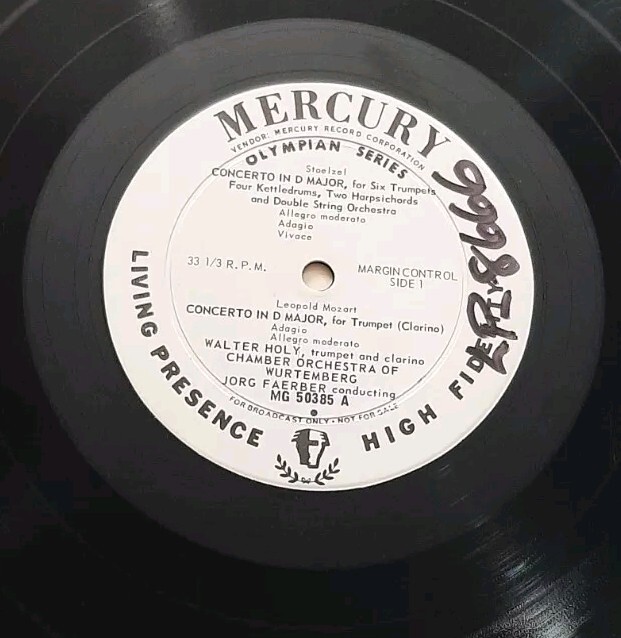 MERCURY
VENDOR: MERCURY RECORD CORPORATION
OLYMPIAN SERIES
Stoelzel
CONCERTO IN D MAJOR, for Six Trumpets
Four Kettledrums, Two Harpsichords
and Double String Orchestra
Allegro moderato
Adagio
Vivace
33 1/3 R.P.M.
MARGIN CONTROL
SIDE 1
Leopold Mozart
CONCERTO IN D MAJOR, for Trumpet (Clarino)
Adagio
Allegro moderato
WALTER HOLY, trumpet and clarino
CHAMBER ORCHESTRA OF
WURTEMBERG
JORG FAERBER conducting
MG 50385 A
FOR BROADCAST ONLY • NOT FOR SALE
LIVING PRESENCE
HIGH FIDELITY